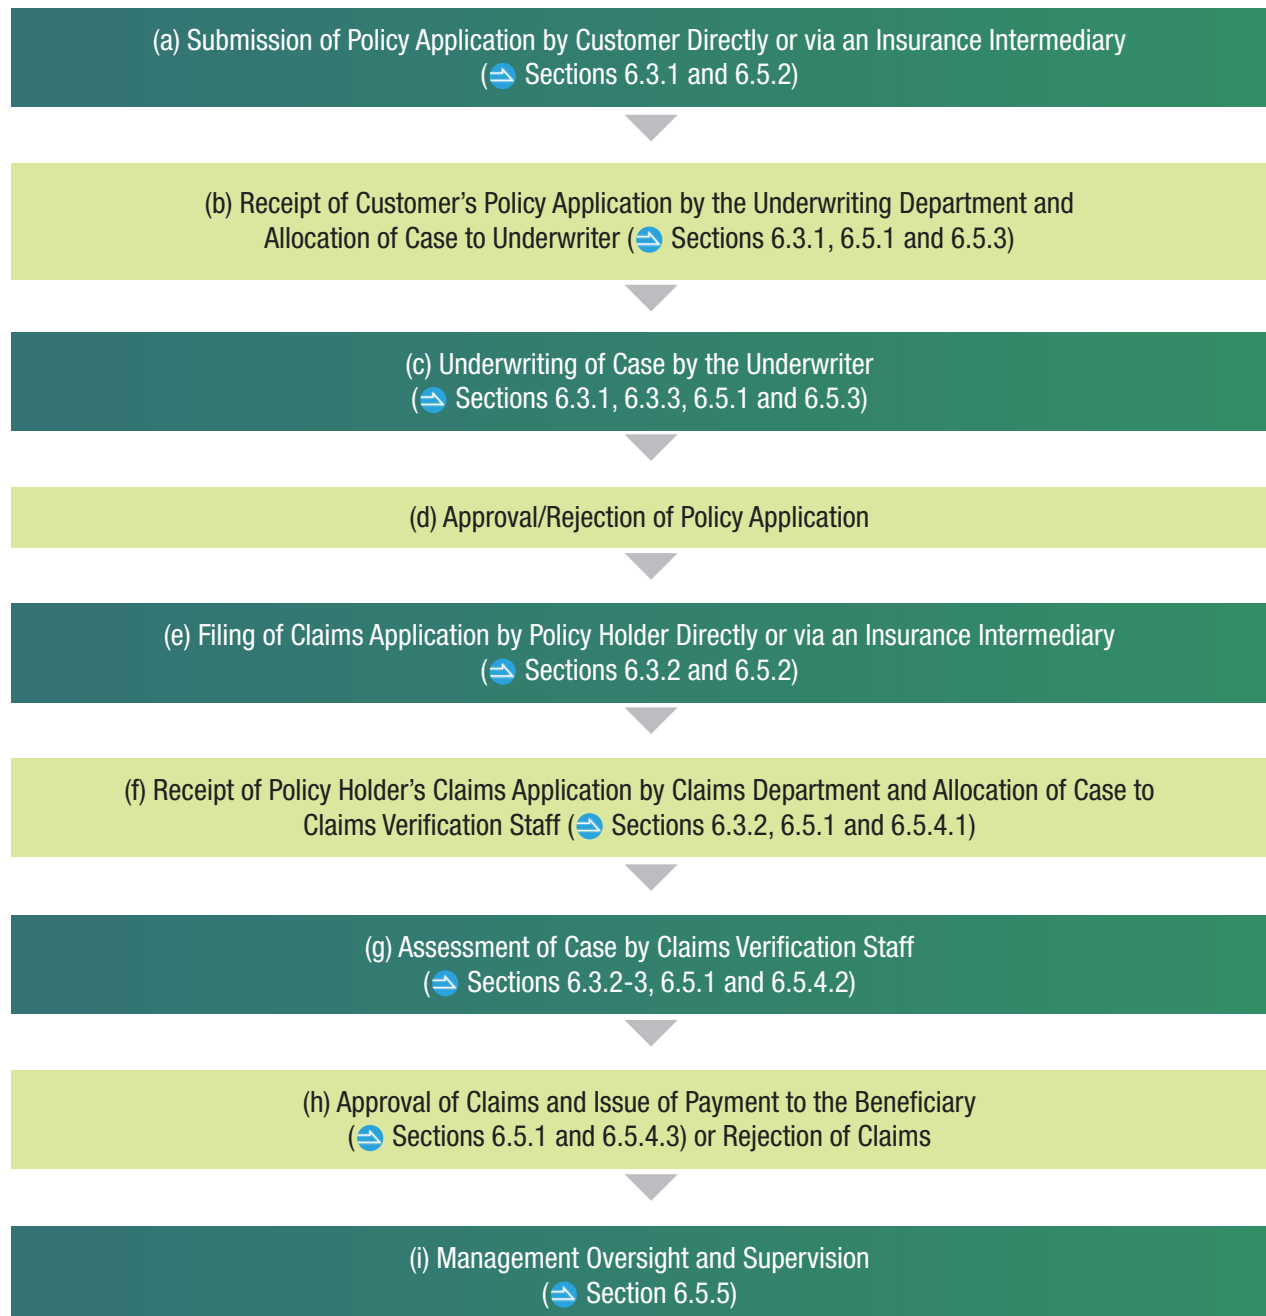 (a) Submission of Policy Application by Customer Directly or via an Insurance Intermediary
( Sections 6.3.1 and 6.5.2)
(b) Receipt of Customer’s Policy Application by the Underwriting Department and
Allocation of Case to Underwriter ( Sections 6.3.1, 6.5.1 and 6.5.3)
(c) Underwriting of Case by the Underwriter
( Sections 6.3.1, 6.3.3, 6.5.1 and 6.5.3)
(d) Approval/Rejection of Policy Application
(e) Filing of Claims Application by Policy Holder Directly or via an Insurance Intermediary
( Sections 6.3.2 and 6.5.2)
(f) Receipt of Policy Holder’s Claims Application by Claims Department and Allocation of Case to
Claims Verification Staff ( Sections 6.3.2, 6.5.1 and 6.5.4.1)
(g) Assessment of Case by Claims Verification Staff
( Sections 6.3.2-3, 6.5.1 and 6.5.4.2)
(h) Approval of Claims and Issue of Payment to the Beneficiary
( Sections 6.5.1 and 6.5.4.3) or Rejection of Claims
(i) Management Oversight and Supervision
( Section 6.5.5)